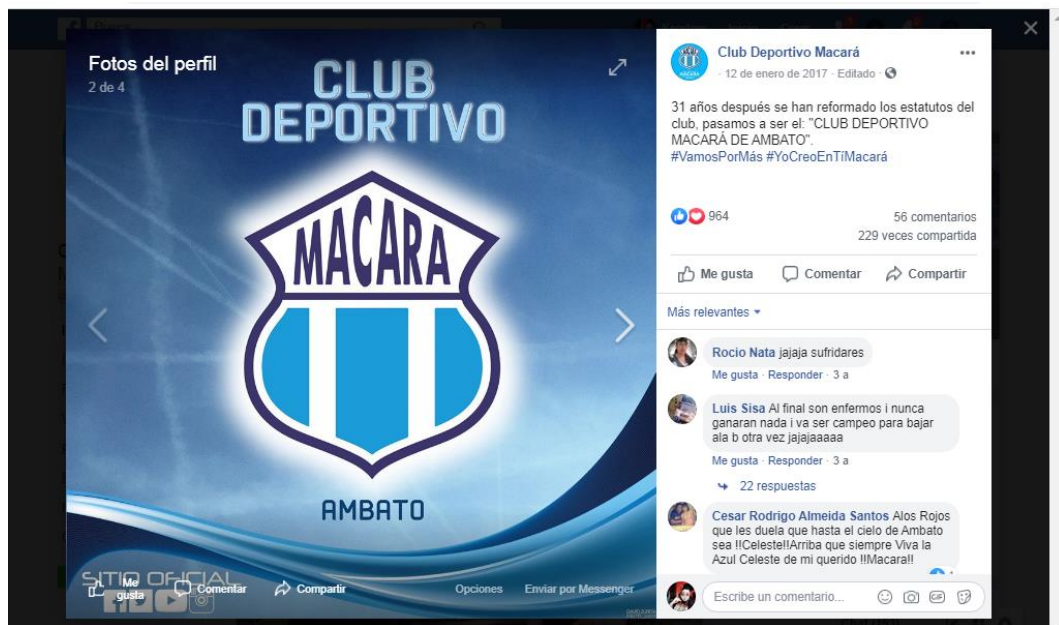 Fotos del perfil
2 de 4
CLUB
DEPORTIVO
MACARA
AMBATO
SITIO OFICIAL
Me gusta
Comentar
Compartir
Opciones
Enviar por Messenger
Club Deportivo Macará
· 12 de enero de 2017 · Editado ·
31 años después se han reformado los estatutos del
club, pasamos a ser el: "CLUB DEPORTIVO
MACARÁ DE AMBATO".
#VamosPorMás #YoCreoEnTíMacará
964
56 comentarios
229 veces compartida
Me gusta
Comentar
Compartir
Más relevantes
Rocio Nata jajaja sufridares
Me gusta · Responder · 3 a
Luis Sisa Al final son enfermos i nunca
ganaran nada i va ser campeo para bajar
ala b otra vez jajajaaaaa
Me gusta · Responder · 3 a
22 respuestas
Cesar Rodrigo Almeida Santos Alos Rojos
que les duela que hasta el cielo de Ambato
sea !!Celeste!!Arriba que siempre Viva la
Azul Celeste de mi querido !!Macara!!
Escribe un comentario...
GIF